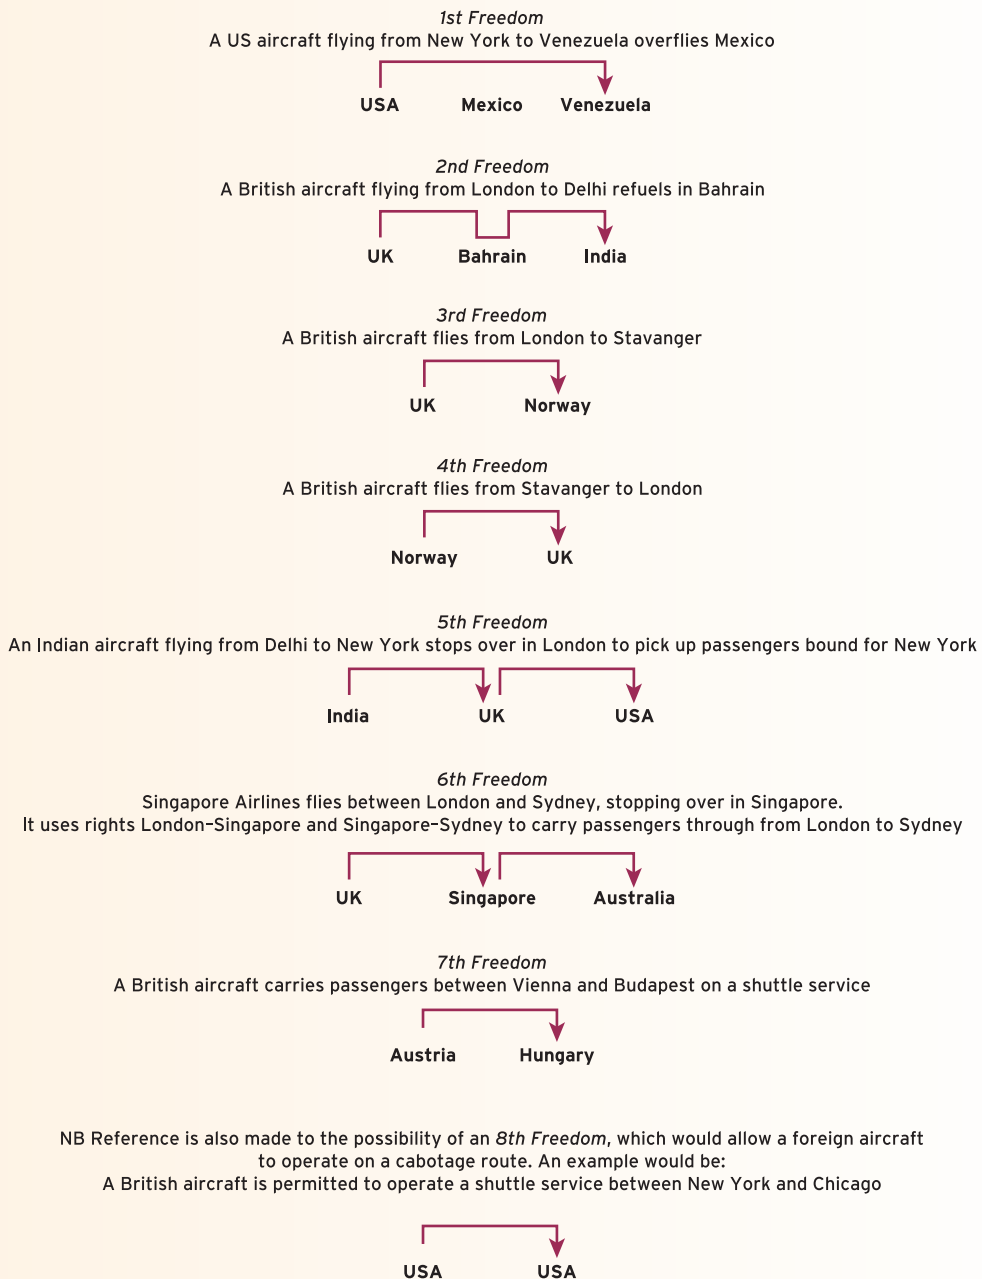 1st Freedom
A US aircraft flying from New York to Venezuela overflies Mexico
USA Mexico Venezuela
2nd Freedom
A British aircraft flying from London to Delhi refuels in Bahrain
UK Bahrain India
3rd Freedom
A British aircraft flies from London to Stavanger
UK Norway
4th Freedom
A British aircraft flies from Stavanger to London
Norway UK
5th Freedom
An Indian aircraft flying from Delhi to New York stops over in London to pick up passengers bound for New York
India UK USA
6th Freedom
Singapore Airlines flies between London and Sydney, stopping over in Singapore.
It uses rights London–Singapore and Singapore–Sydney to carry passengers through from London to Sydney
UK Singapore Australia
7th Freedom
A British aircraft carries passengers between Vienna and Budapest on a shuttle service
Austria Hungary
NB Reference is also made to the possibility of an 8th Freedom, which would allow a foreign aircraft
to operate on a cabotage route. An example would be:
A British aircraft is permitted to operate a shuttle service between New York and Chicago
USA USA